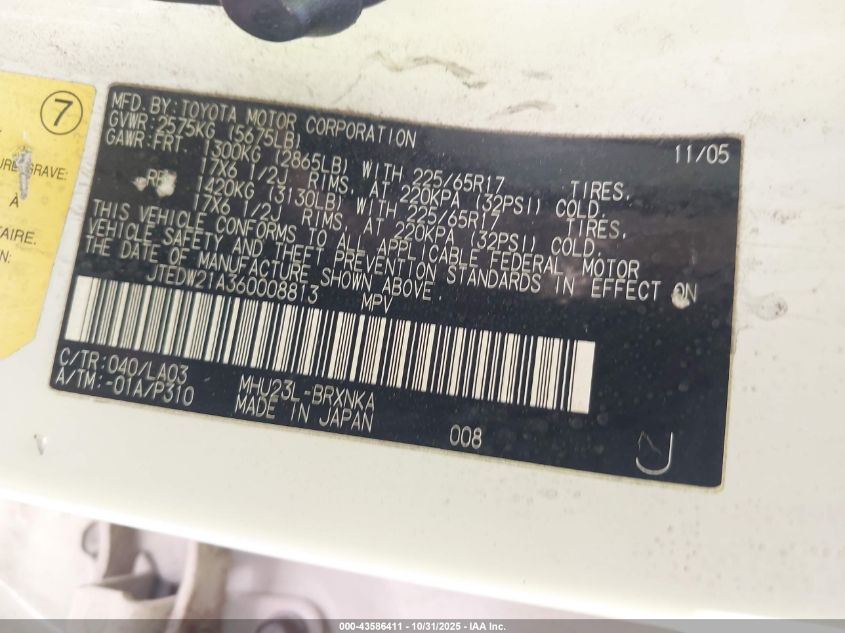 7
GRAVE:
À
AIRE.
N:
MFD. BY: TOYOTA MOTOR CORPORATION 11/05
GVWR: 2575KG (5675LB)
GAWR: FRT. 1300KG (2865LB) WITH 225/65R17 TIRES,
17X6 1/2J RIMS, AT 220KPA (32PSI) COLD.
RR. 1420KG (3130LB) WITH 225/65R17 TIRES,
17X6 1/2J RIMS, AT 220KPA (32PSI) COLD.
THIS VEHICLE CONFORMS TO ALL APPLICABLE FEDERAL MOTOR
VEHICLE SAFETY AND THEFT PREVENTION STANDARDS IN EFFECT ON
THE DATE OF MANUFACTURE SHOWN ABOVE.
JTEDW21A360008813 MPV
C/TR: 040/LA03 MHU23L-BRXNKA
A/TM: -01A/P310 MADE IN JAPAN 008
J
000-43586411 - 10/31/2025 - IAA Inc.